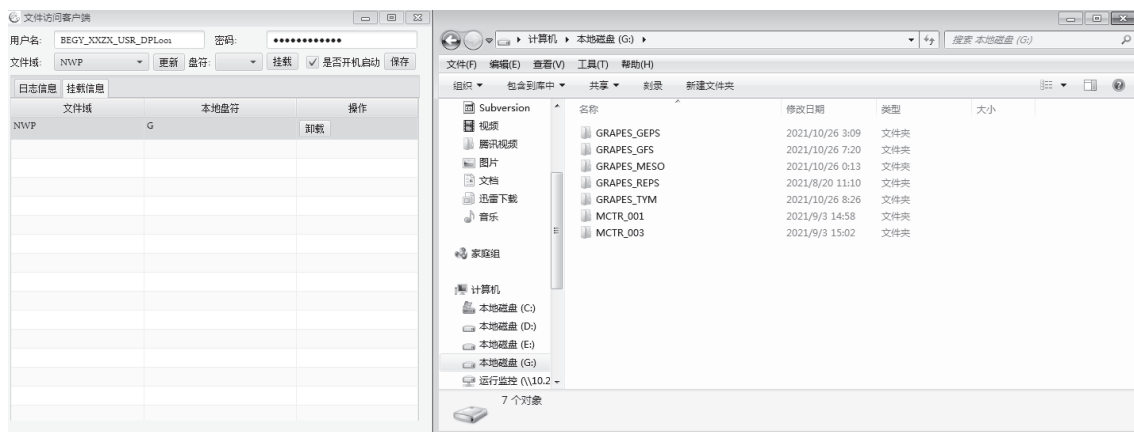 文件访问客户端
用户名: BEGY_XXZX_USR_DPL001 密码: ••••••••••••
文件域: NWP 更新 盘符: 挂载 是否开机启动 保存
日志信息 挂载信息
文件域 本地盘符 操作
NWP G 卸载
计算机 本地磁盘 (G:)
搜索 本地磁盘 (G:)
文件(F) 编辑(E) 查看(V) 工具(T) 帮助(H)
组织 包含到库中 共享 刻录 新建文件夹
Subversion
视频
腾讯视频
图片
文档
迅雷下载
音乐
家庭组
计算机
本地磁盘 (C:)
本地磁盘 (D:)
本地磁盘 (E:)
本地磁盘 (G:)
运行监控 (\\10.2
名称 修改日期 类型 大小
GRAPES_GEPS 2021/10/26 3:09 文件夹
GRAPES_GFS 2021/10/26 7:20 文件夹
GRAPES_MESO 2021/10/26 0:13 文件夹
GRAPES_REPS 2021/8/20 11:10 文件夹
GRAPES_TYM 2021/10/26 8:26 文件夹
MCTR_001 2021/9/3 14:58 文件夹
MCTR_003 2021/9/3 15:02 文件夹
7 个对象